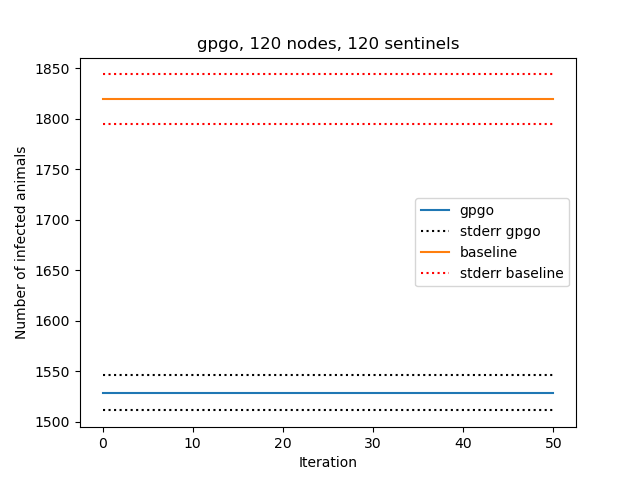 gpgo, 120 nodes, 120 sentinels
1850
1800
1750
1700
1650
1600
1550
1500
Number of infected animals
gpgo
stderr gpgo
baseline
stderr baseline
0 10 20 30 40 50
Iteration